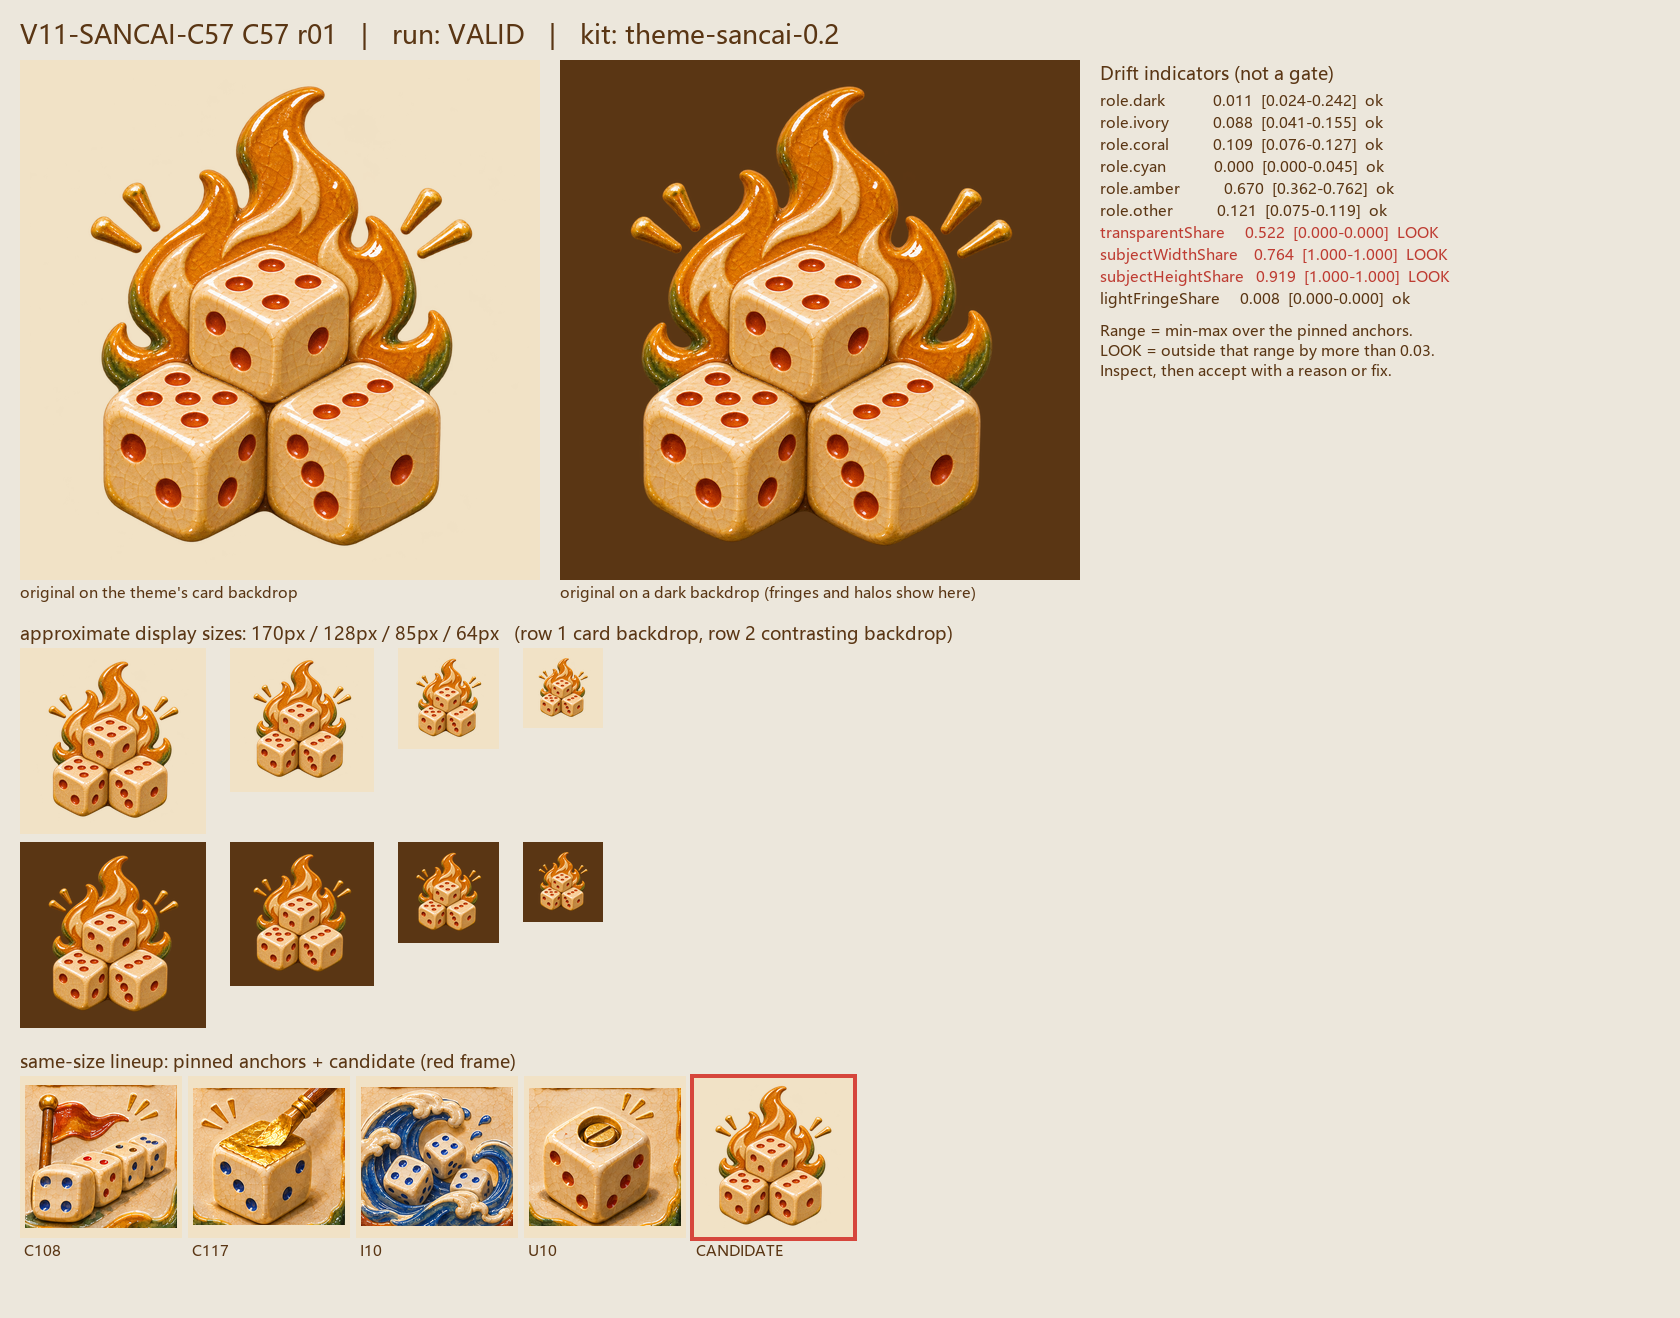 V11-SANCAI-C57 C57 r01 | run: VALID | kit: theme-sancai-0.2
Drift indicators (not a gate)
role.dark 0.011 [0.024-0.242] ok
role.ivory 0.088 [0.041-0.155] ok
role.coral 0.109 [0.076-0.127] ok
role.cyan 0.000 [0.000-0.045] ok
role.amber 0.670 [0.362-0.762] ok
role.other 0.121 [0.075-0.119] ok
transparentShare 0.522 [0.000-0.000] LOOK
subjectWidthShare 0.764 [1.000-1.000] LOOK
subjectHeightShare 0.919 [1.000-1.000] LOOK
lightFringeShare 0.008 [0.000-0.000] ok
Range = min-max over the pinned anchors.
LOOK = outside that range by more than 0.03.
Inspect, then accept with a reason or fix.
original on the theme's card backdrop
original on a dark backdrop (fringes and halos show here)
approximate display sizes: 170px / 128px / 85px / 64px (row 1 card backdrop, row 2 contrasting backdrop)
same-size lineup: pinned anchors + candidate (red frame)
C108
C117
I10
U10
CANDIDATE